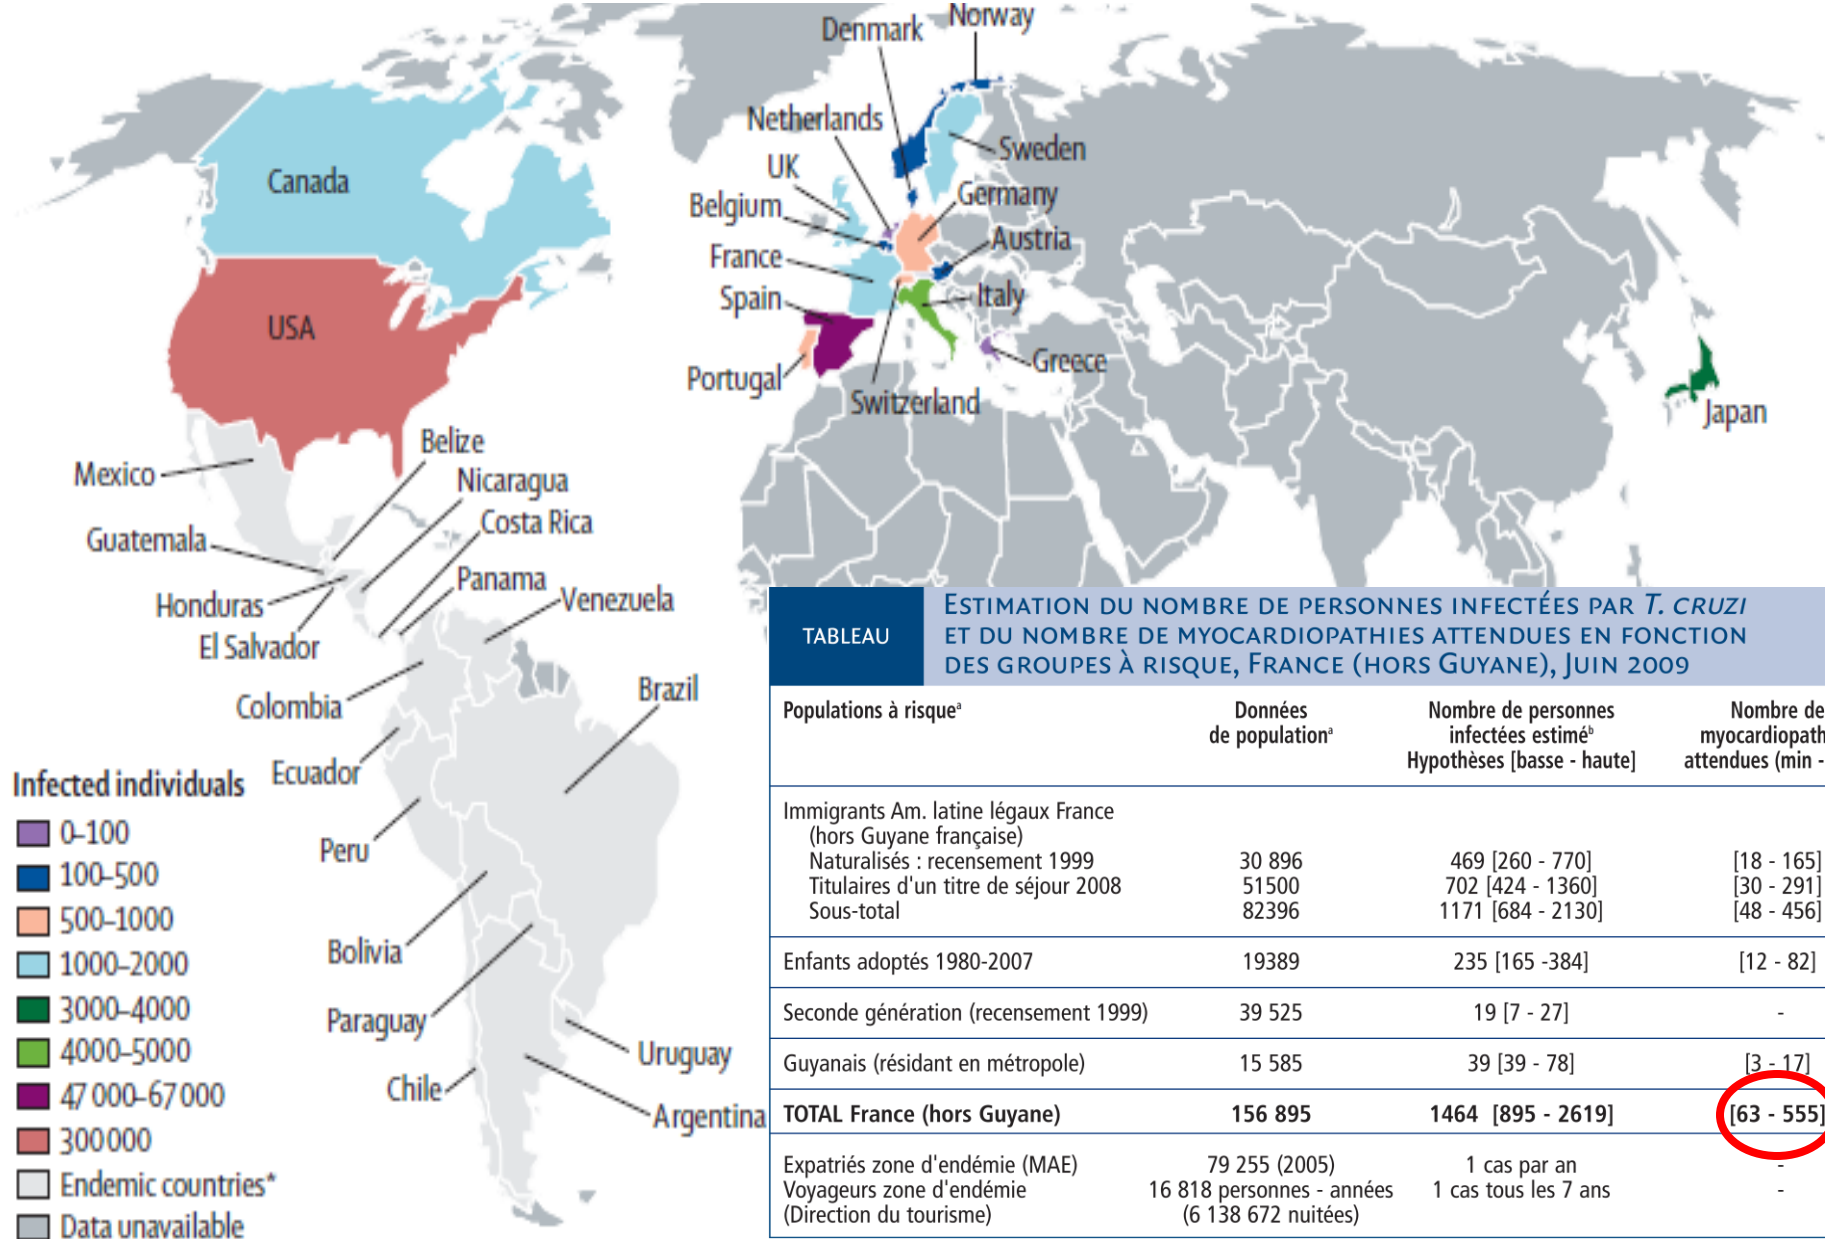 Norway
Denmark
Netherlands
Sweden
UK
Germany
Belgium
Austria
France
Italy
Spain
Greece
Portugal
Switzerland
Japan
Canada
USA
Belize
Mexico
Nicaragua
Costa Rica
Guatemala
Panama
Venezuela
Honduras
El Salvador
Colombia
Brazil
Ecuador
Peru
Bolivia
Paraguay
Uruguay
Chile
Argentina
Infected individuals
0–100
100–500
500–1000
1000–2000
3000–4000
4000–5000
47 000–67 000
300 000
Endemic countries*
Data unavailable
TABLEAU
ESTIMATION DU NOMBRE DE PERSONNES INFECTÉES PAR T. CRUZI
ET DU NOMBRE DE MYOCARDIOPATHIES ATTENDUES EN FONCTION
DES GROUPES À RISQUE, FRANCE (HORS GUYANE), JUIN 2009
Populations à risqueᵃ Données Nombre de personnes Nombre de
de populationᵃ infectées estiméᵇ myocardiopath
Hypothèses [basse - haute] attendues (min -
Immigrants Am. latine légaux France
(hors Guyane française)
Naturalisés : recensement 1999 30 896 469 [260 - 770] [18 - 165]
Titulaires d'un titre de séjour 2008 51500 702 [424 - 1360] [30 - 291]
Sous-total 82396 1171 [684 - 2130] [48 - 456]
Enfants adoptés 1980-2007 19389 235 [165 -384] [12 - 82]
Seconde génération (recensement 1999) 39 525 19 [7 - 27] -
Guyanais (résidant en métropole) 15 585 39 [39 - 78] [3 - 17]
TOTAL France (hors Guyane) 156 895 1464 [895 - 2619] [63 - 555]
Expatriés zone d'endémie (MAE) 79 255 (2005) 1 cas par an -
Voyageurs zone d'endémie 16 818 personnes - années 1 cas tous les 7 ans -
(Direction du tourisme) (6 138 672 nuitées)